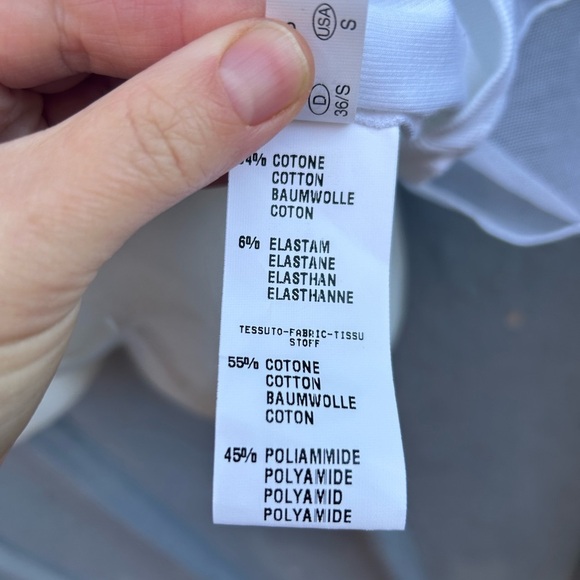 USA S
D 36/S
4% COTONE
COTTON
BAUMWOLLE
COTON
6% ELASTAM
ELASTANE
ELASTHAN
ELASTHANNE
TESSUTO-FABRIC-TISSU
STOFF
55% COTONE
COTTON
BAUMWOLLE
COTON
45% POLIAMMIDE
POLYAMIDE
POLYAMID
POLYAMIDE